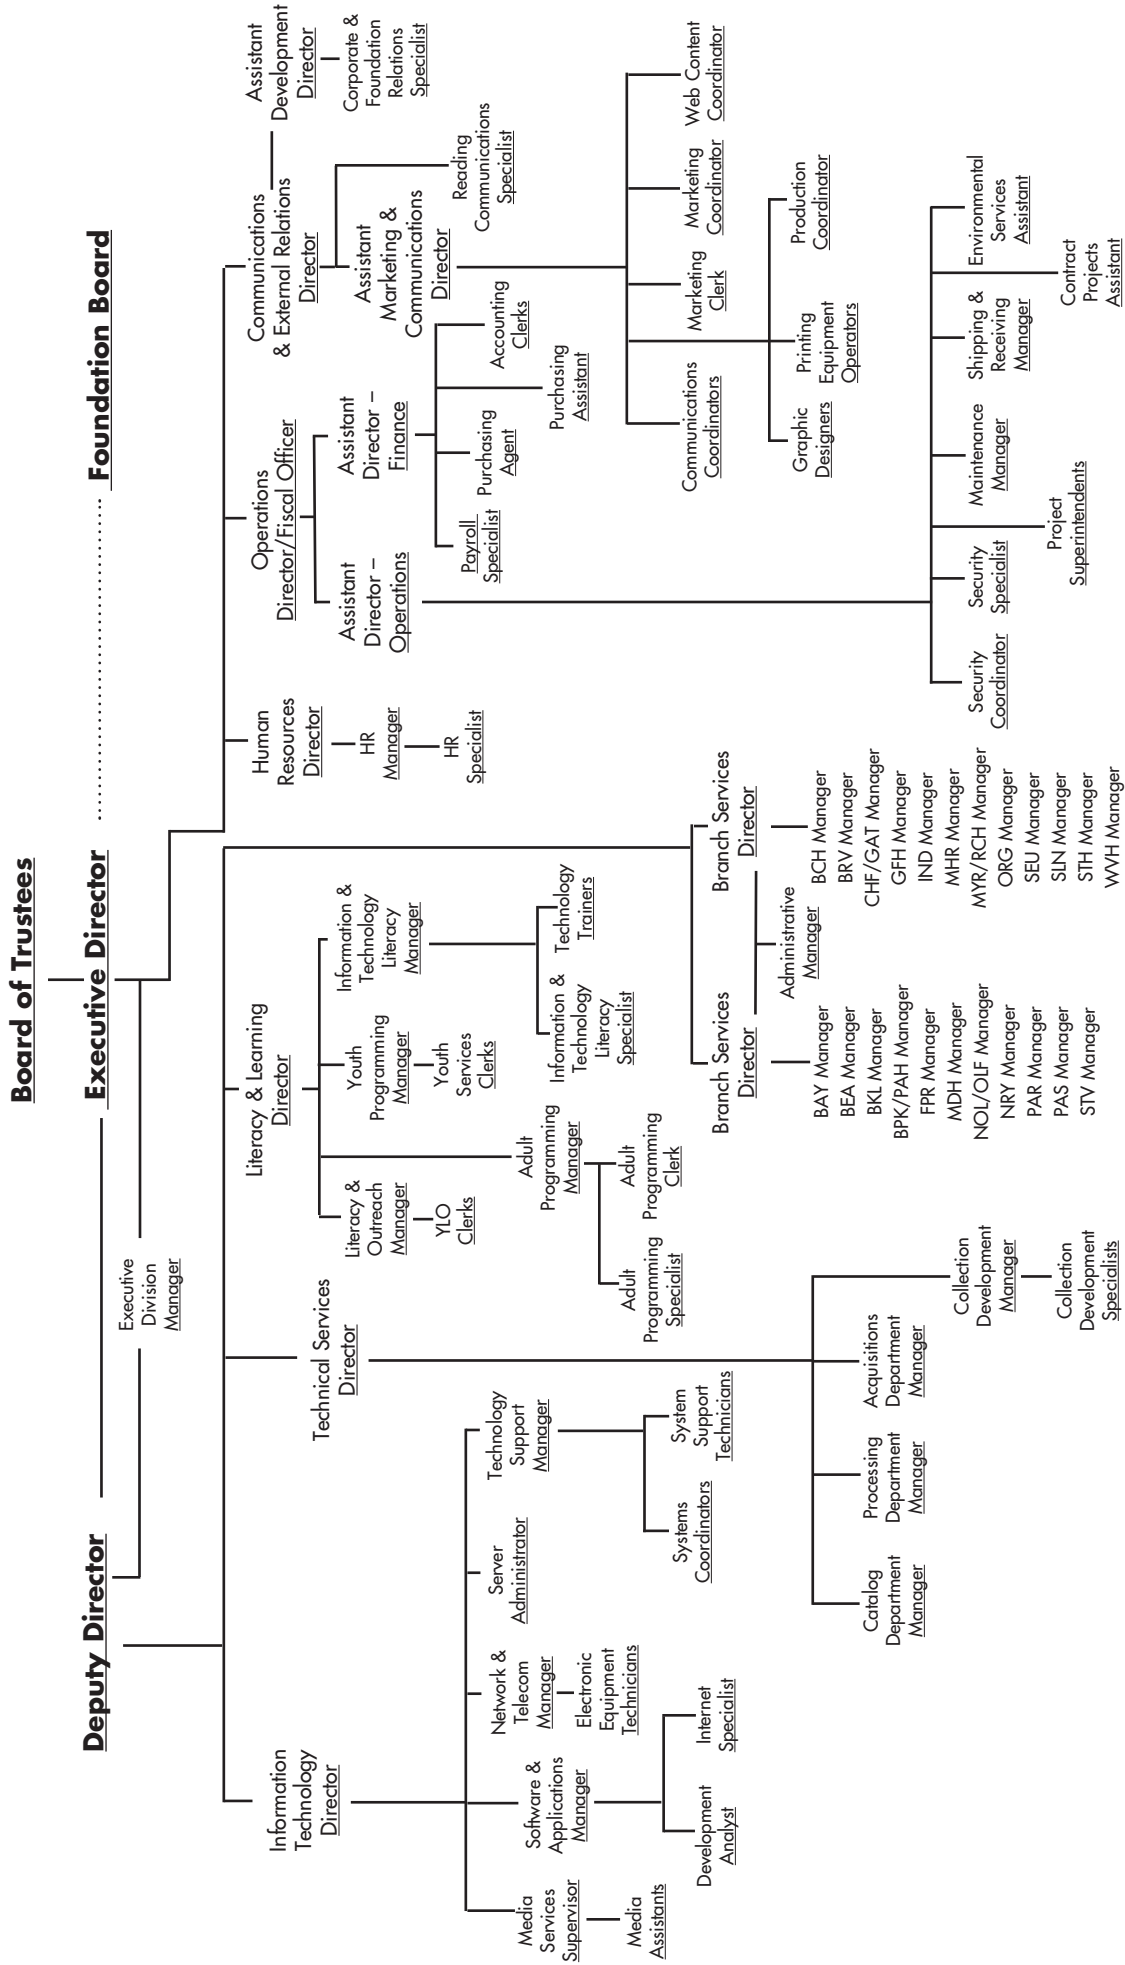 Board of Trustees
Deputy Director
Executive Director
Foundation Board
Executive
Division
Manager
Information
Technology
Director
Technical Services
Director
Literacy & Learning
Director
Human
Resources
Director
Operations
Director/Fiscal Officer
Communications
& External Relations
Director
Assistant
Development
Director
Corporate &
Foundation
Relations
Specialist
Literacy &
Outreach
Manager
YLO
Clerks
Youth
Programming
Manager
Youth
Services
Clerks
Information &
Technology
Literacy
Manager
HR
Manager
HR
Specialist
Assistant
Director –
Operations
Assistant
Director –
Finance
Assistant
Marketing &
Communications
Director
Reading
Communications
Specialist
Payroll
Specialist
Purchasing
Agent
Purchasing
Assistant
Accounting
Clerks
Media
Services
Supervisor
Media
Assistants
Software &
Applications
Manager
Network &
Telecom
Manager
Electronic
Equipment
Technicians
Server
Administrator
Technology
Support
Manager
Adult
Programming
Manager
Adult
Programming
Specialist
Adult
Programming
Clerk
Information &
Technology
Literacy
Specialist
Technology
Trainers
Development
Analyst
Internet
Specialist
Systems
Coordinators
System
Support
Technicians
Communications
Coordinators
Marketing
Clerk
Marketing
Coordinator
Web Content
Coordinator
Graphic
Designers
Printing
Equipment
Operators
Production
Coordinator
Branch Services
Director
Branch Services
Director
Administrative
Manager
BAY Manager
BEA Manager
BKL Manager
BPK/PAH Manager
FPR Manager
MDH Manager
NOL/OLF Manager
NRY Manager
PAR Manager
PAS Manager
STV Manager
BCH Manager
BRV Manager
CHF/GAT Manager
GFH Manager
IND Manager
MHR Manager
MYR/RCH Manager
ORG Manager
SEU Manager
SLN Manager
STH Manager
WVH Manager
Catalog
Department
Manager
Processing
Department
Manager
Acquisitions
Department
Manager
Collection
Development
Manager
Collection
Development
Specialists
Security
Coordinator
Security
Specialist
Project
Superintendents
Maintenance
Manager
Shipping &
Receiving
Manager
Contract
Projects
Assistant
Environmental
Services
Assistant